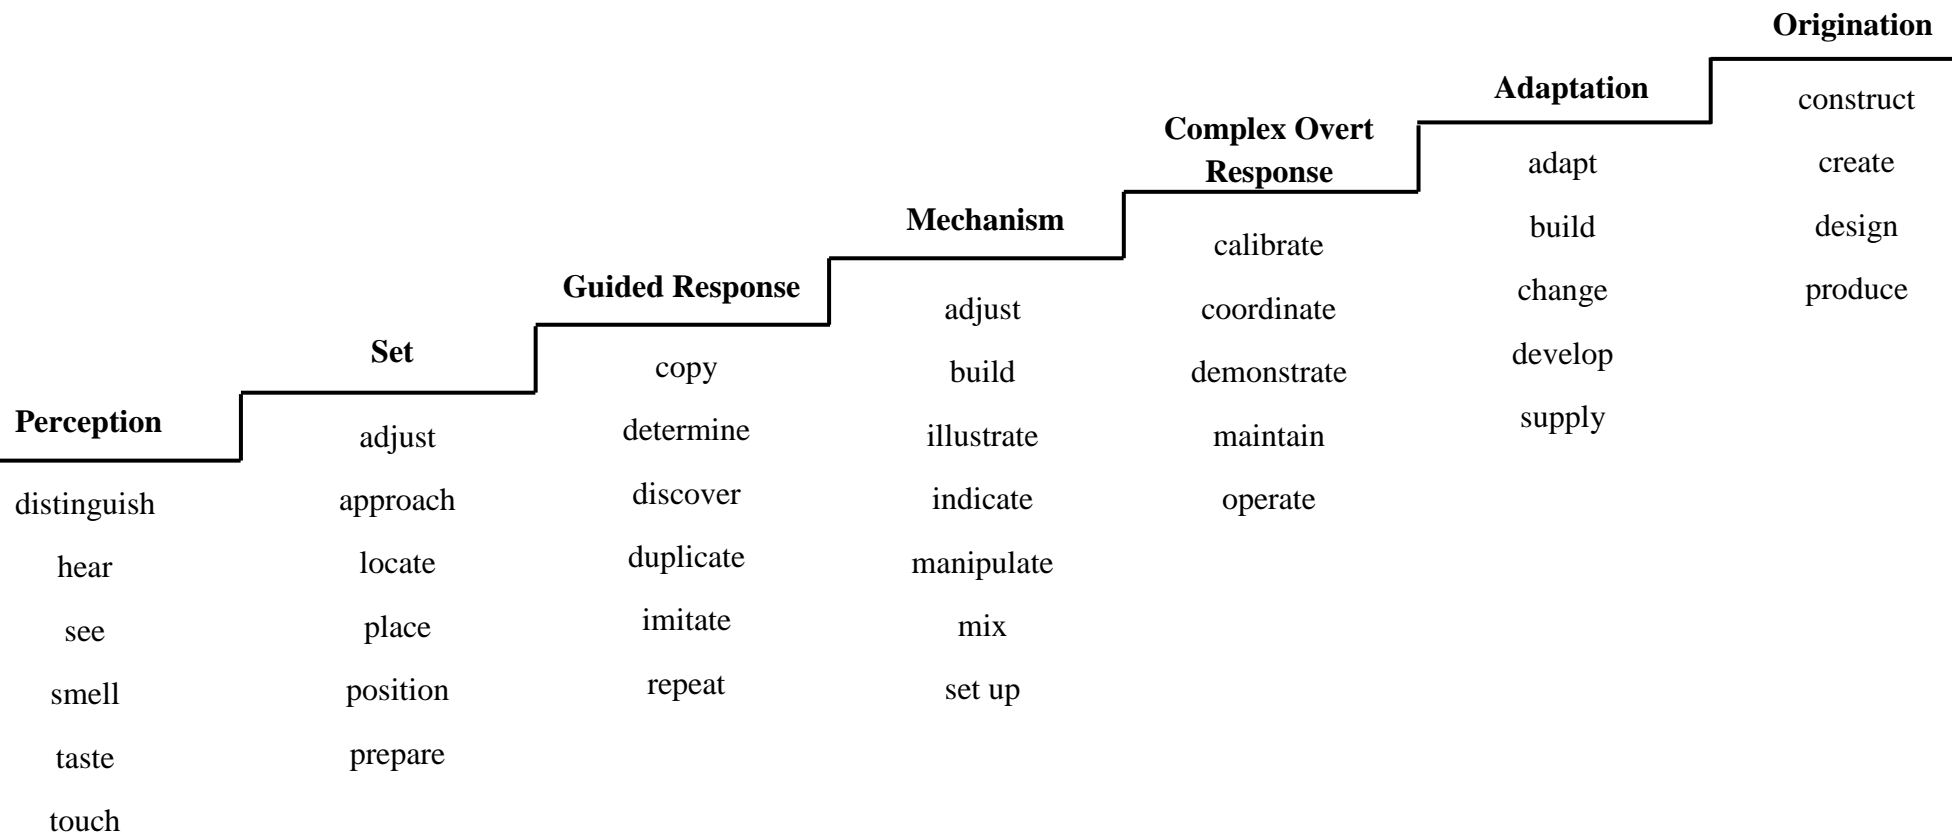 Origination
construct
create
design
produce
Adaptation
adapt
build
change
develop
supply
Complex Overt
Response
calibrate
coordinate
demonstrate
maintain
operate
Mechanism
adjust
build
illustrate
indicate
manipulate
mix
set up
Guided Response
copy
determine
discover
duplicate
imitate
repeat
Set
adjust
approach
locate
place
position
prepare
Perception
distinguish
hear
see
smell
taste
touch